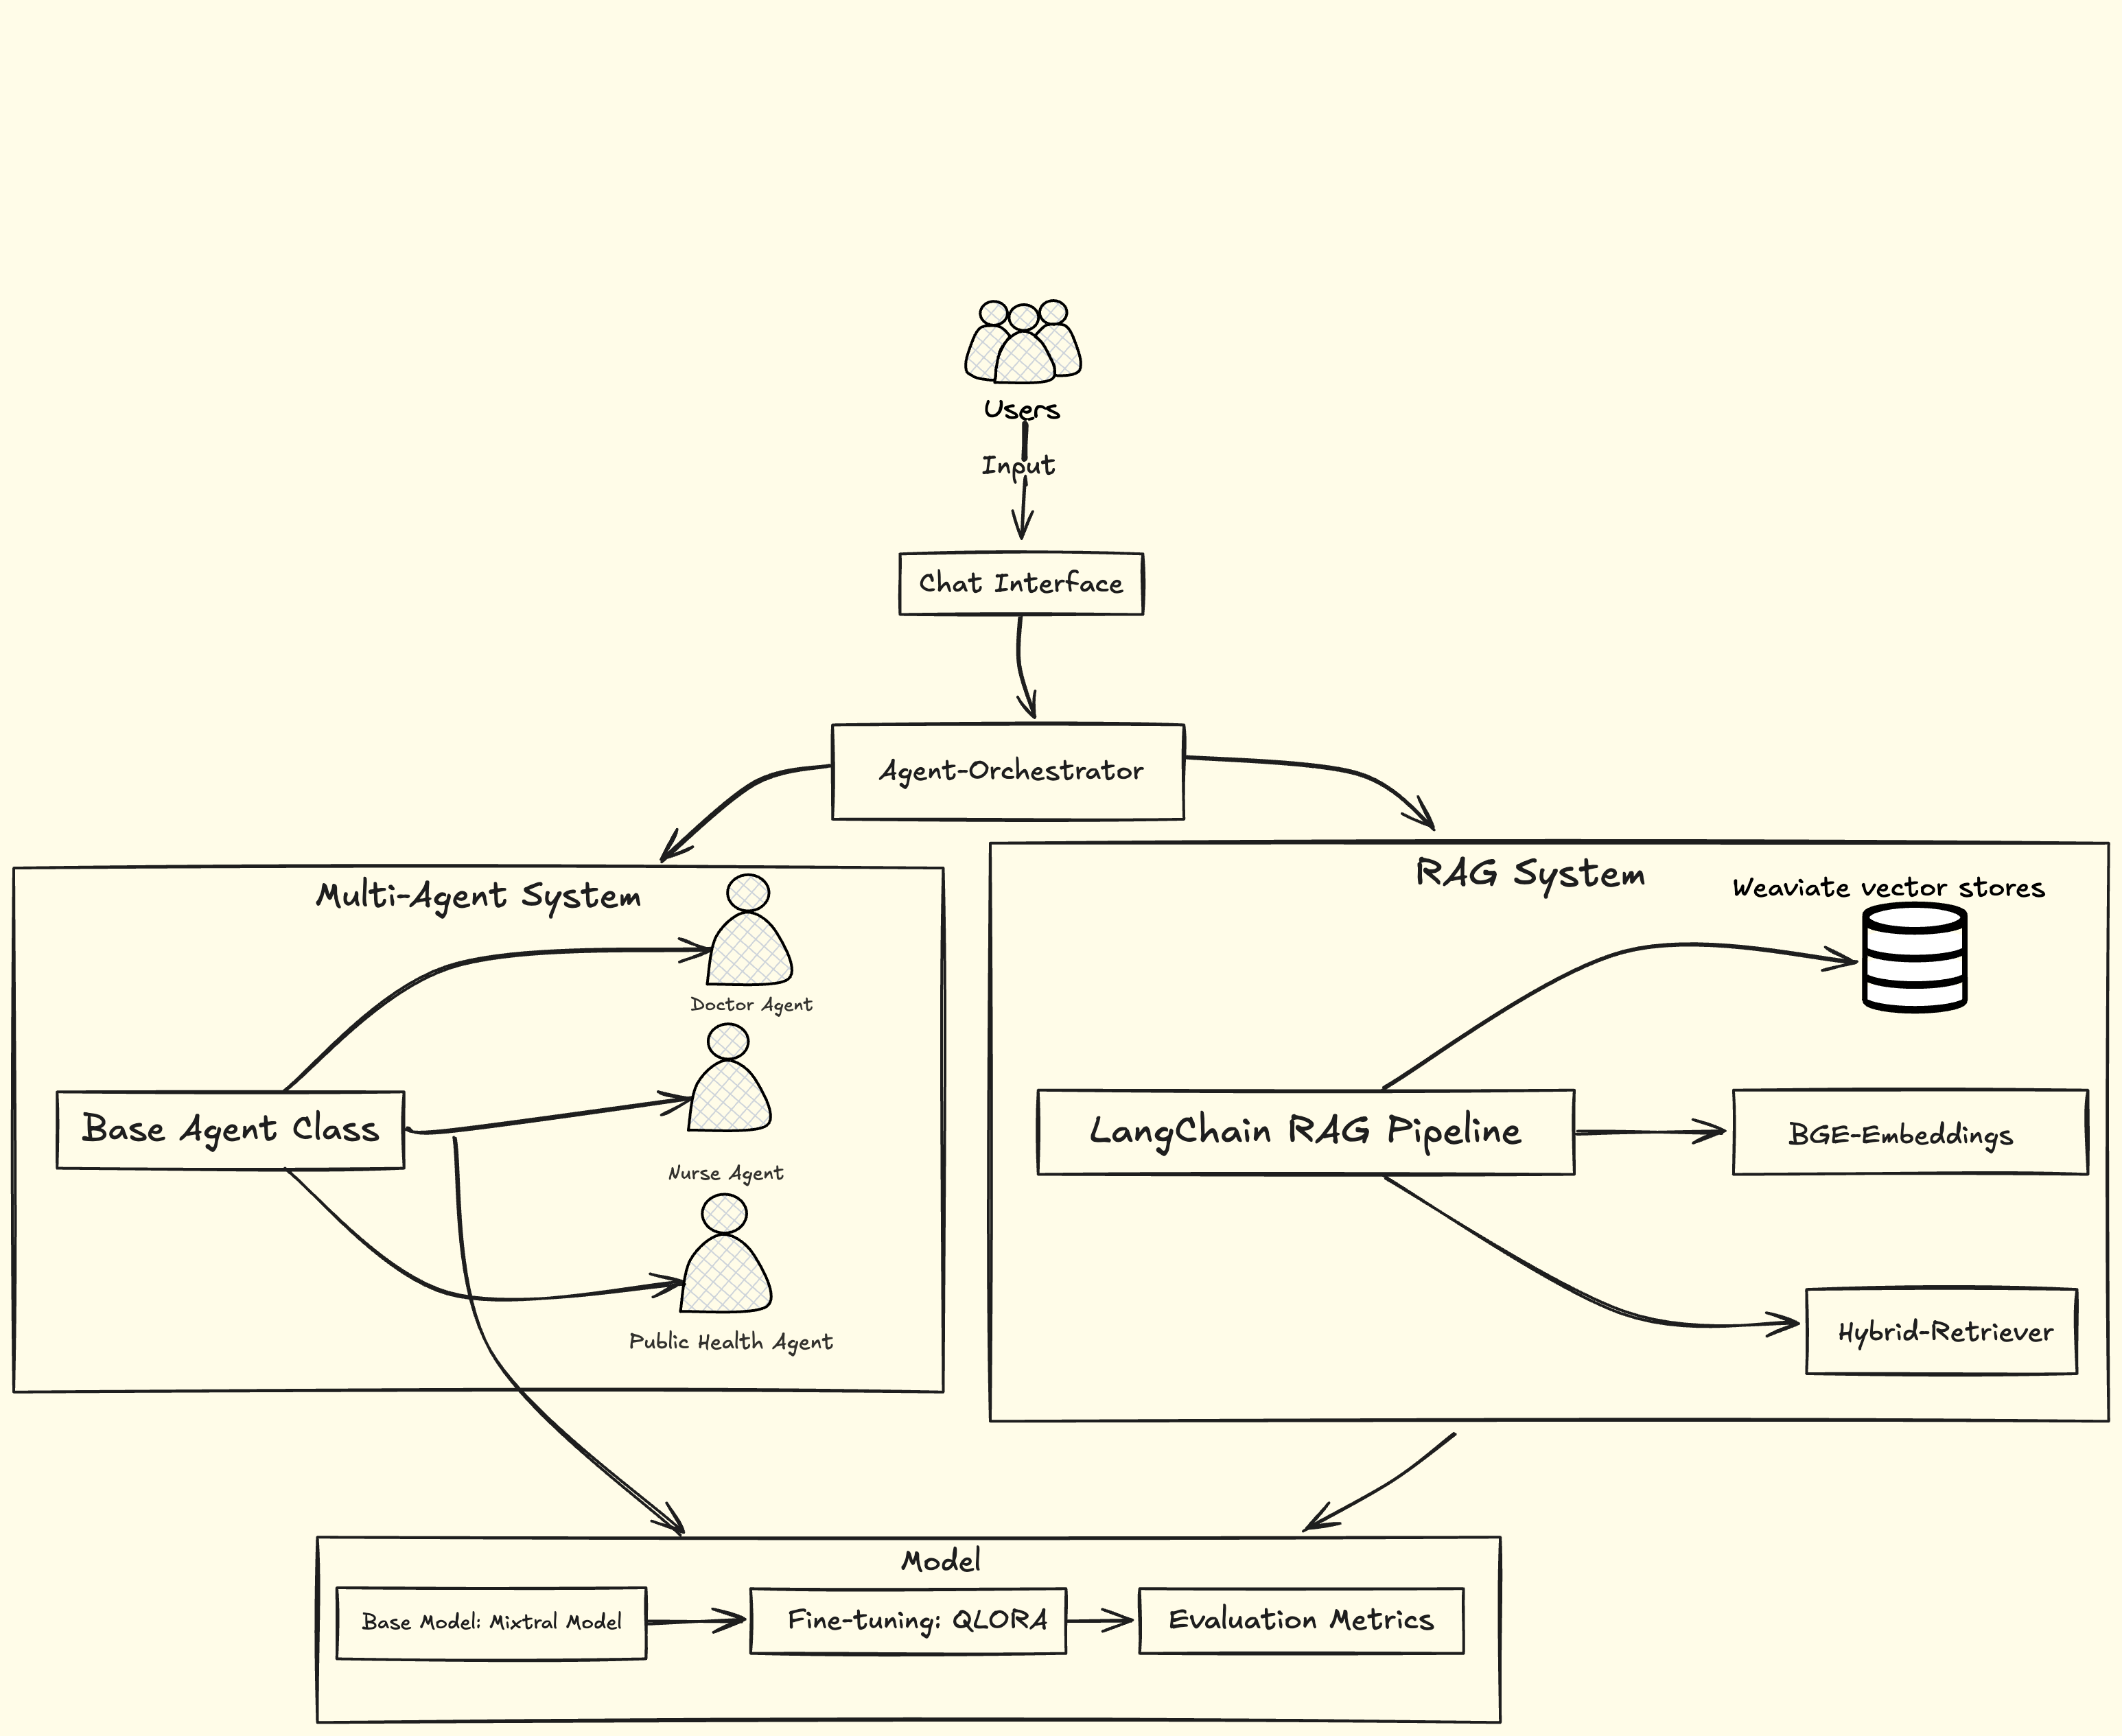 Users
Input
Chat Interface
Agent-Orchestrator
Multi-Agent System
Doctor Agent
Base Agent Class
Nurse Agent
Public Health Agent
RAG System
Weaviate vector stores
LangChain RAG Pipeline
BGE-Embeddings
Hybrid-Retriever
Model
Base Model: Mixtral Model
Fine-tuning: QLORA
Evaluation Metrics